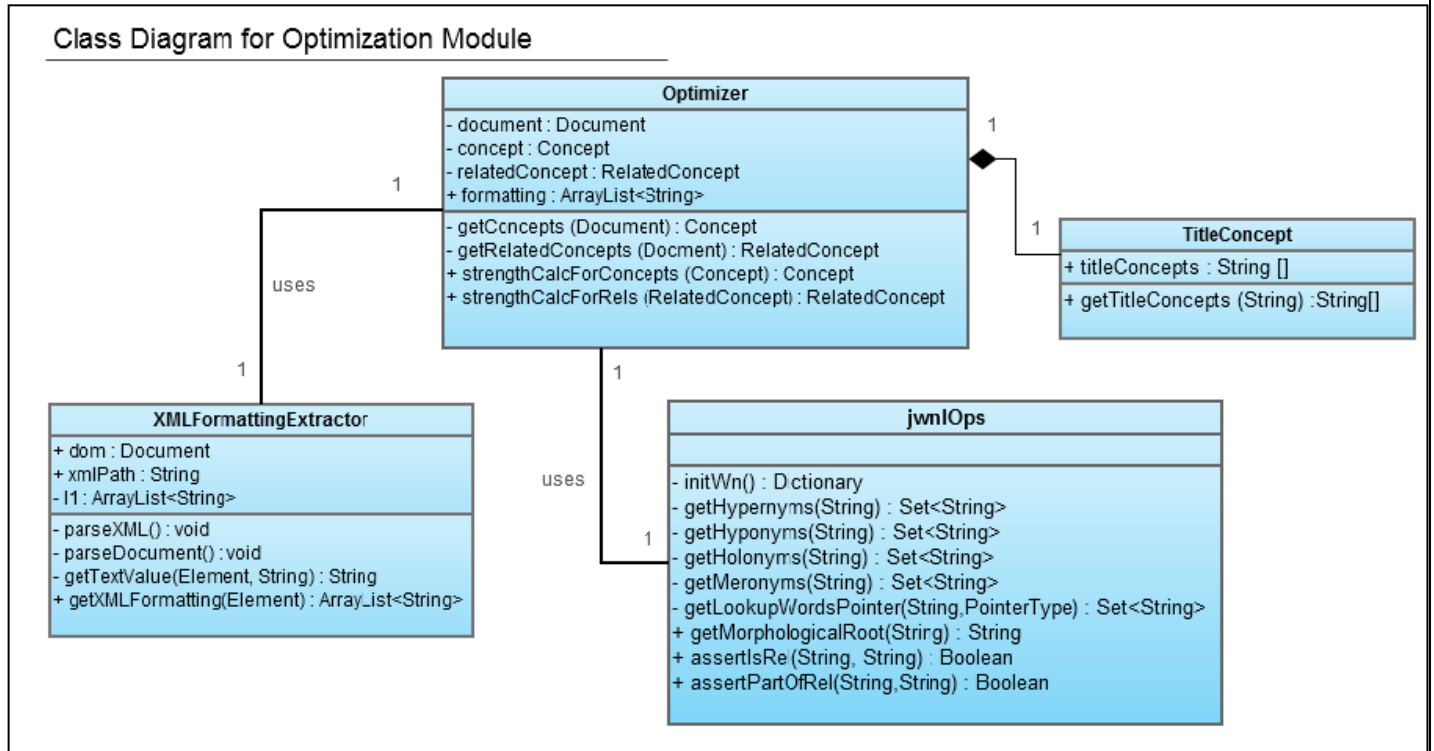 Class Diagram for Optimization Module
Optimizer
- document : Document
- concept : Concept
- relatedConcept : RelatedConcept
+ formatting : ArrayList<String>
- getConcepts (Document) : Concept
- getRelatedConcepts (Docment) : RelatedConcept
+ strengthCalcForConcepts (Concept) : Concept
+ strengthCalcForRels (RelatedConcept) : RelatedConcept
1
1
TitleConcept
+ titleConcepts : String []
+ getTitleConcepts (String) :String[]
1
uses
1
XMLFormattingExtractor
+ dom : Document
+ xmlPath : String
- l1 : ArrayList<String>
- parseXML() : void
- parseDocument() : void
- getTextValue(Element, String) : String
+ getXMLFormatting(Element) : ArrayList<String>
1
uses
1
jwnlOps
- initWn() : Dictionary
- getHypernyms(String) : Set<String>
- getHyponyms(String) : Set<String>
- getHolonyms(String) : Set<String>
- getMeronyms(String) : Set<String>
- getLookupWordsPointer(String,PointerType) : Set<String>
+ getMorphologicalRoot(String) : String
+ assertIsRel(String, String) : Boolean
+ assertPartOfRel(String,String) : Boolean